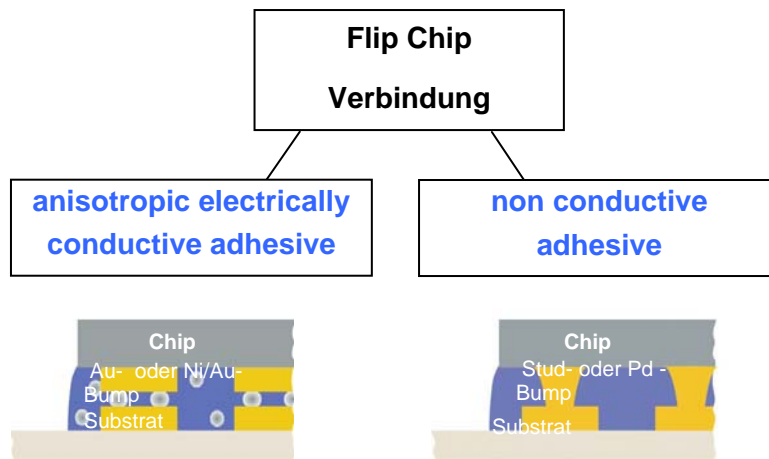 Flip Chip
Verbindung
anisotropic electrically
conductive adhesive
non conductive
adhesive
Chip
Au- oder Ni/Au-
Bump
Substrat
Chip
Stud- oder Pd -
Bump
Substrat